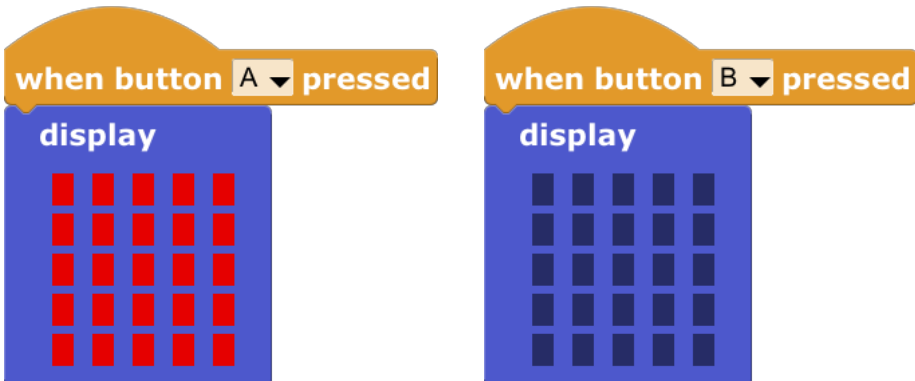 when button A pressed
display
when button B pressed
display